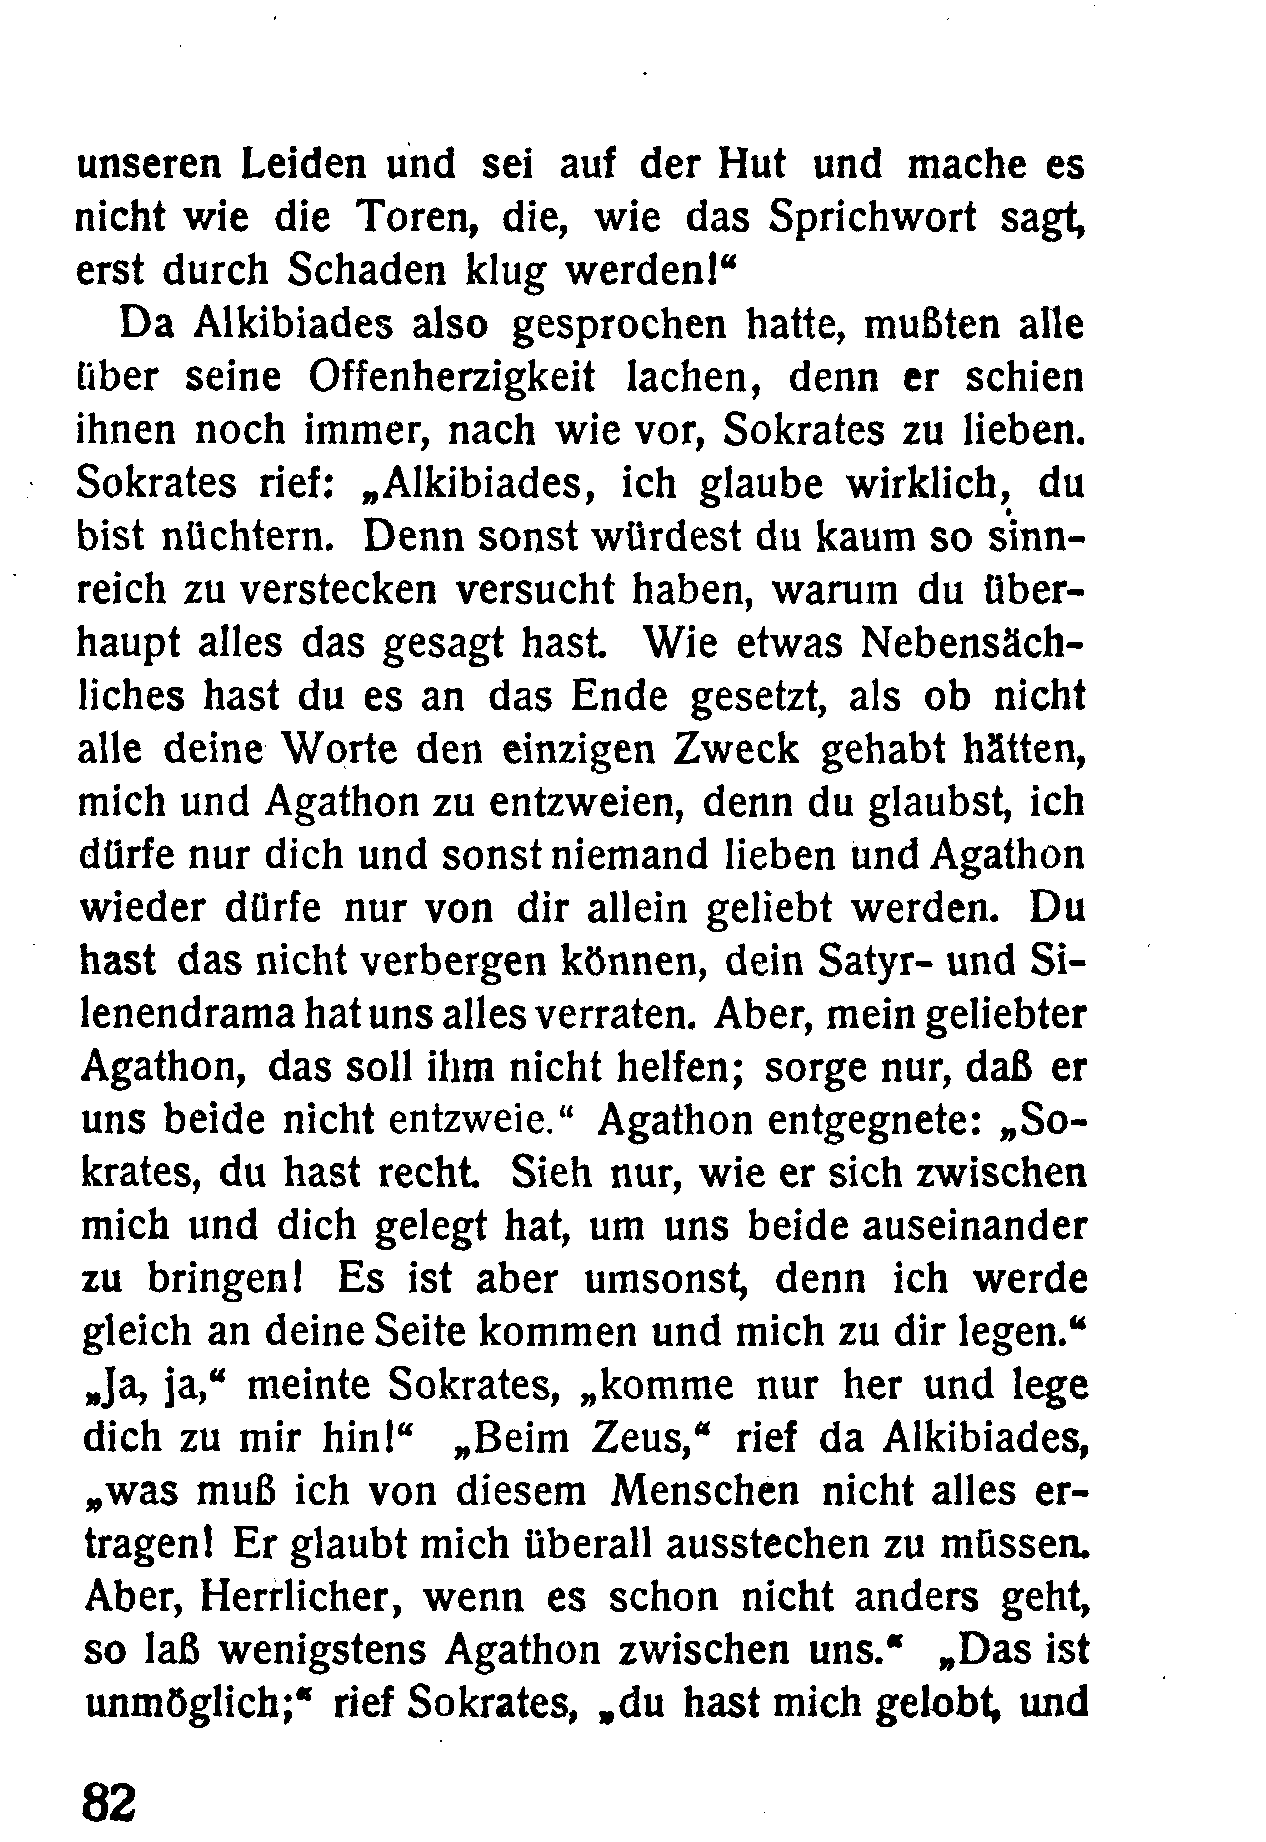 unseren Leiden und sei auf der Hut und mache es
nicht wie die Toren, die, wie das Sprichwort sagt,
erst durch Schaden klug werden!“
Da Alkibiades also gesprochen hatte, mußten alle
über seine Offenherzigkeit lachen, denn er schien
ihnen noch immer, nach wie vor, Sokrates zu lieben.
Sokrates rief: „Alkibiades, ich glaube wirklich, du
bist nüchtern. Denn sonst würdest du kaum so sinn-
reich zu verstecken versucht haben, warum du über-
haupt alles das gesagt hast. Wie etwas Nebensäch-
liches hast du es an das Ende gesetzt, als ob nicht
alle deine Worte den einzigen Zweck gehabt hätten,
mich und Agathon zu entzweien, denn du glaubst, ich
dürfe nur dich und sonst niemand lieben und Agathon
wieder dürfe nur von dir allein geliebt werden. Du
hast das nicht verbergen können, dein Satyr- und Si-
lenendrama hat uns alles verraten. Aber, mein geliebter
Agathon, das soll ihm nicht helfen; sorge nur, daß er
uns beide nicht entzweie.“ Agathon entgegnete: „So-
krates, du hast recht. Sieh nur, wie er sich zwischen
mich und dich gelegt hat, um uns beide auseinander
zu bringen! Es ist aber umsonst, denn ich werde
gleich an deine Seite kommen und mich zu dir legen.“
„Ja, ja,“ meinte Sokrates, „komme nur her und lege
dich zu mir hin!“ „Beim Zeus,“ rief da Alkibiades,
„was muß ich von diesem Menschen nicht alles er-
tragen! Er glaubt mich überall ausstechen zu müssen.
Aber, Herrlicher, wenn es schon nicht anders geht,
so laß wenigstens Agathon zwischen uns.“ „Das ist
unmöglich;“ rief Sokrates, „du hast mich gelobt, und
82